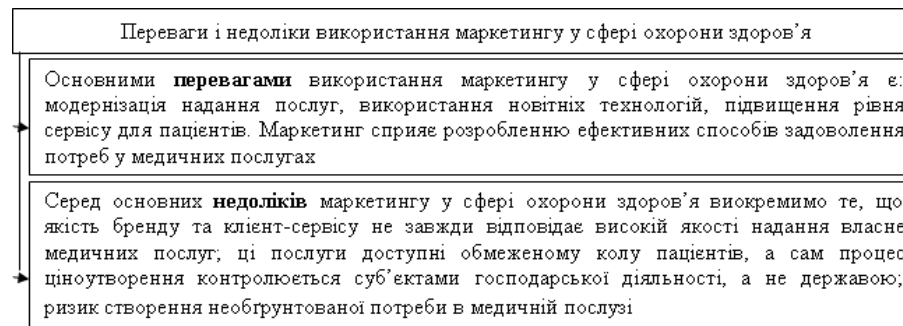 Переваги і недоліки використання маркетингу у сфері охорони здоров’я
Основними перевагами використання маркетингу у сфері охорони здоров’я є:
модернізація надання послуг, використання новітніх технологій, підвищення рівня
сервісу для пацієнтів. Маркетинг сприяє розробленню ефективних способів задоволення
потреб у медичних послугах
Серед основних недоліків маркетингу у сфері охорони здоров’я виокремимо те, що
якість бренду та клієнт-сервісу не завжди відповідає високій якості надання власне
медичних послуг; ці послуги доступні обмеженому колу пацієнтів, а сам процес
ціноутворення контролюється суб’єктами господарської діяльності, а не державою;
ризик створення необґрунтованої потреби в медичній послузі